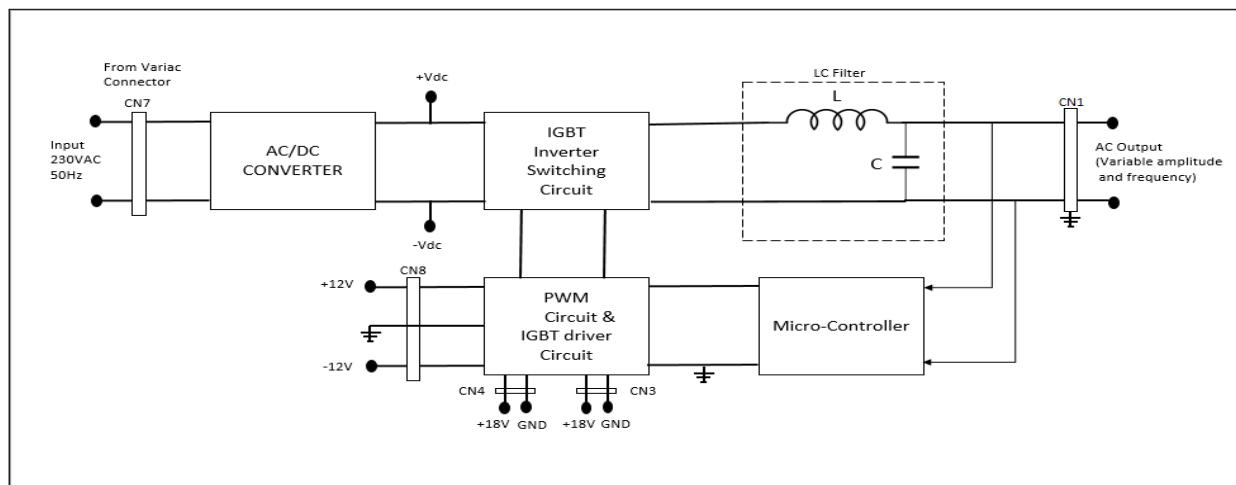 From Variac
Connector
CN7
Input
230VAC
50Hz
AC/DC
CONVERTER
+Vdc
-Vdc
IGBT
Inverter
Switching
Circuit
LC Filter
L
C
CN1
AC Output
(Variable amplitude
and frequency)
CN8
+12V
-12V
PWM
Circuit &
IGBT driver
Circuit
Micro-Controller
CN4
CN3
+18V GND
+18V GND